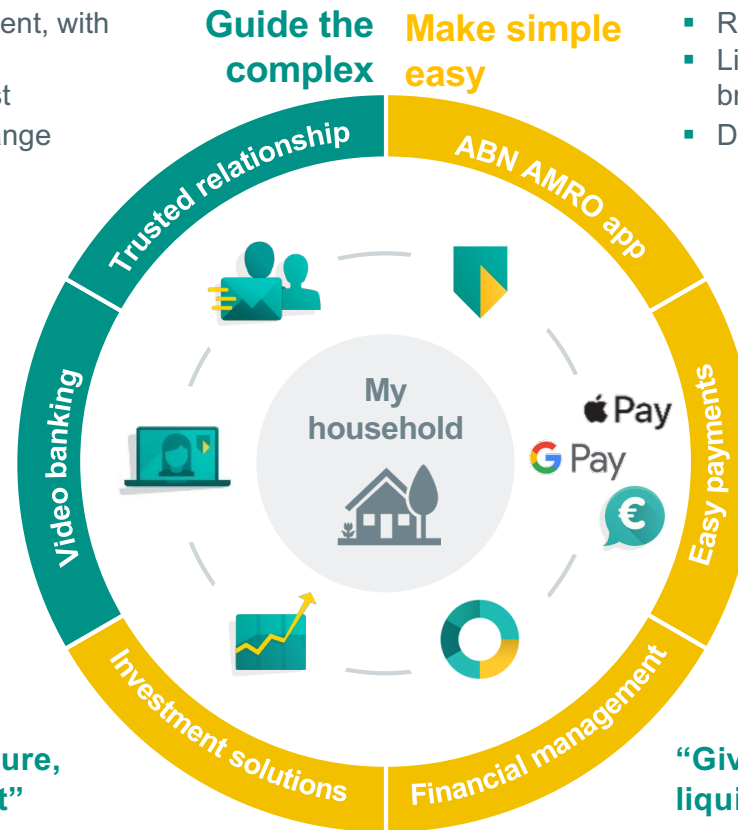 ent, with
st
ange
Guide the
complex
Make simple
easy
R
Li
br
D
Trusted relationship
ABN AMRO app
Video banking
Easy payments
My
household
Pay
G Pay
€
Investment solutions
Financial management
ure,
t”
“Giv
liqui